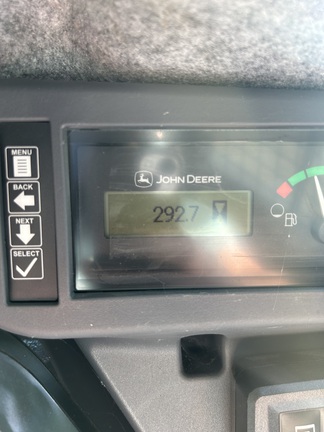 MENU
BACK
NEXT
SELECT
JOHN DEERE
292.7